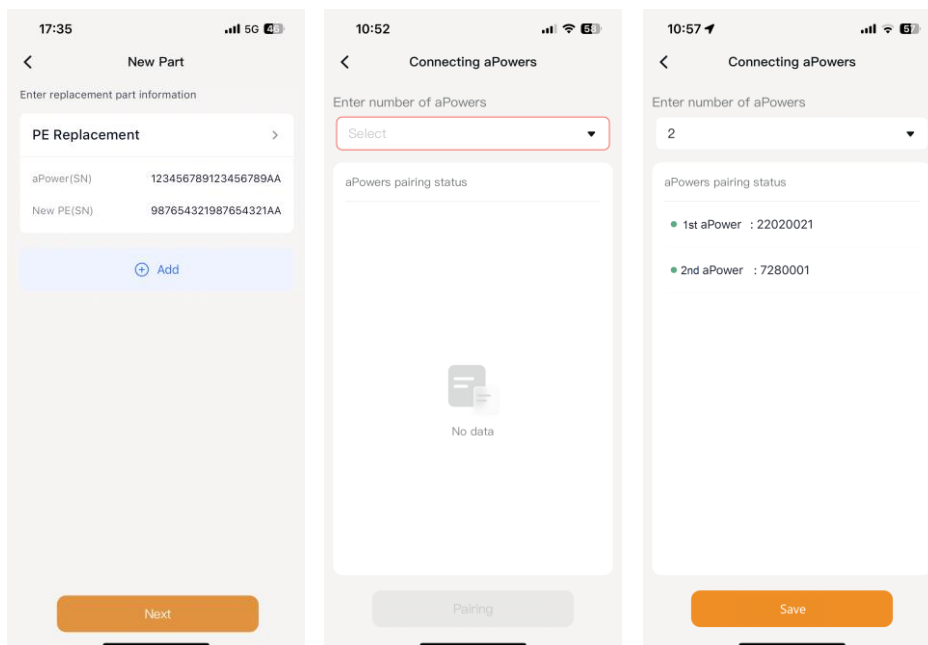 17:35
5G
New Part
Enter replacement part information
PE Replacement
aPower(SN) 123456789123456789AA
New PE(SN) 987654321987654321AA
Add
Next
10:52
Connecting aPowers
Enter number of aPowers
Select
aPowers pairing status
No data
Pairing
10:57
Connecting aPowers
Enter number of aPowers
2
aPowers pairing status
1st aPower : 22020021
2nd aPower : 7280001
Save